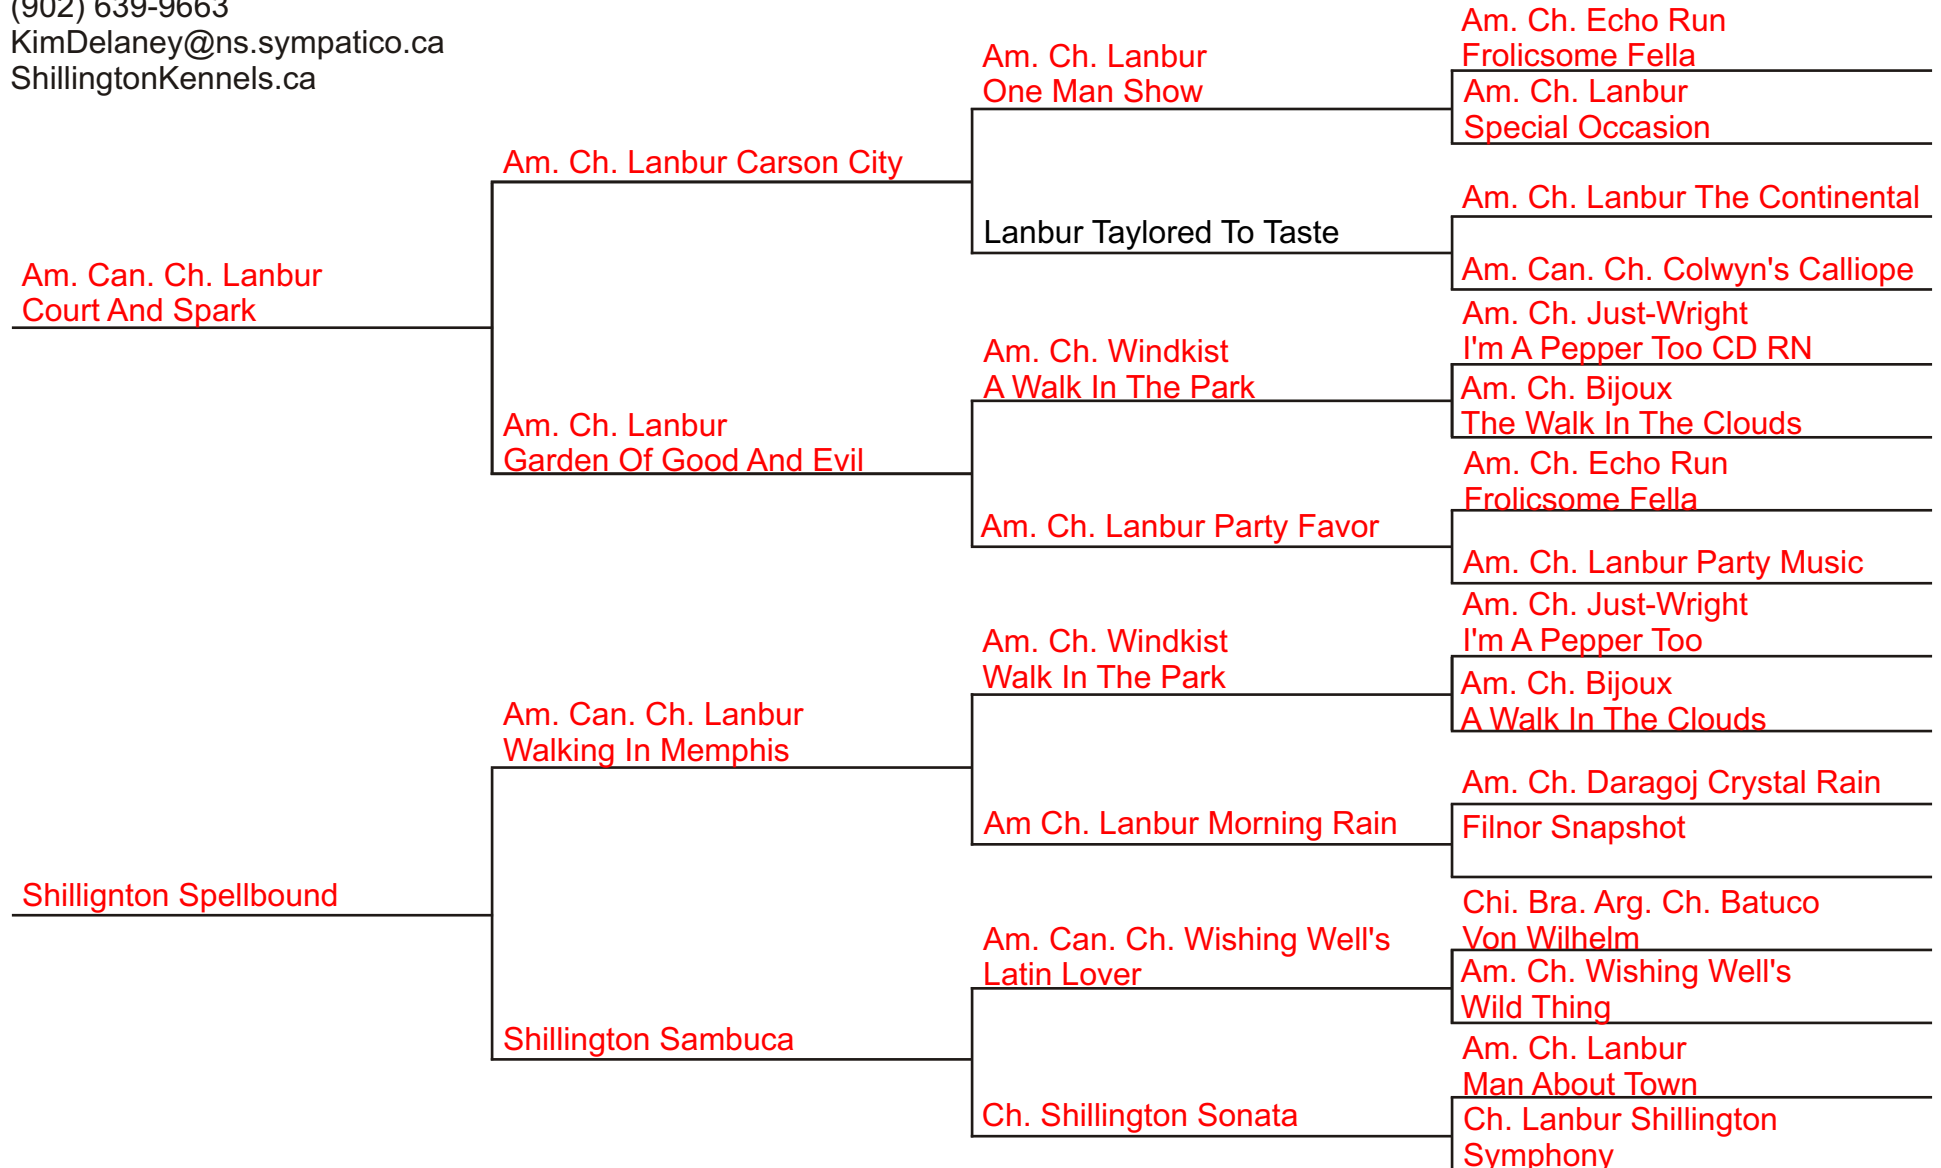 (902) 639-9663
KimDelaney@ns.sympatico.ca
ShillingtonKennels.ca
Am. Can. Ch. Lanbur
Court And Spark
Shillignton Spellbound
Am. Ch. Lanbur Carson City
Am. Ch. Lanbur
Garden Of Good And Evil
Am. Can. Ch. Lanbur
Walking In Memphis
Shillington Sambuca
Am. Ch. Lanbur
One Man Show
Lanbur Taylored To Taste
Am. Ch. Windkist
A Walk In The Park
Am. Ch. Lanbur Party Favor
Am. Ch. Windkist
Walk In The Park
Am Ch. Lanbur Morning Rain
Am. Can. Ch. Wishing Well's
Latin Lover
Ch. Shillington Sonata
Am. Ch. Echo Run
Frolicsome Fella
Am. Ch. Lanbur
Special Occasion
Am. Ch. Lanbur The Continental
Am. Can. Ch. Colwyn's Calliope
Am. Ch. Just-Wright
I'm A Pepper Too CD RN
Am. Ch. Bijoux
The Walk In The Clouds
Am. Ch. Echo Run
Frolicsome Fella
Am. Ch. Lanbur Party Music
Am. Ch. Just-Wright
I'm A Pepper Too
Am. Ch. Bijoux
A Walk In The Clouds
Am. Ch. Daragoj Crystal Rain
Filnor Snapshot
Chi. Bra. Arg. Ch. Batuco
Von Wilhelm
Am. Ch. Wishing Well's
Wild Thing
Am. Ch. Lanbur
Man About Town
Ch. Lanbur Shillington
Symphony